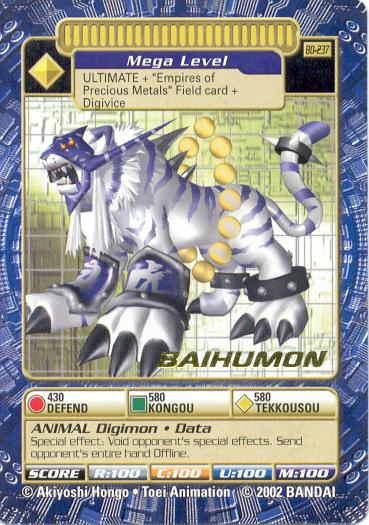 BO-237
Mega Level
ULTIMATE + "Empires of
Precious Metals" Field card +
Digivice
BAIHUMON
430 DEFEND
580 KONGOU
580 TEKKOUSOU
ANIMAL Digimon • Data
Special effect: Void opponent's special effects. Send
opponent's entire hand Offline.
SCORE R:100 C:100 U:100 M:100
© Akiyoshi Hongo • Toei Animation © 2002 BANDAI